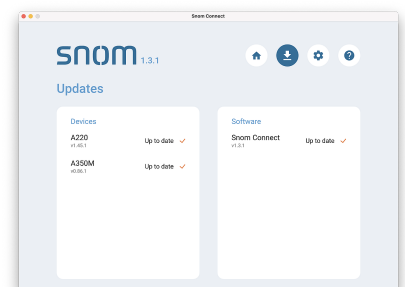 Snom Connect
snom 1.3.1
Updates
Devices
A220
v1.45.1
Up to date
A350M
v0.86.1
Up to date
Software
Snom Connect
v1.3.1
Up to date